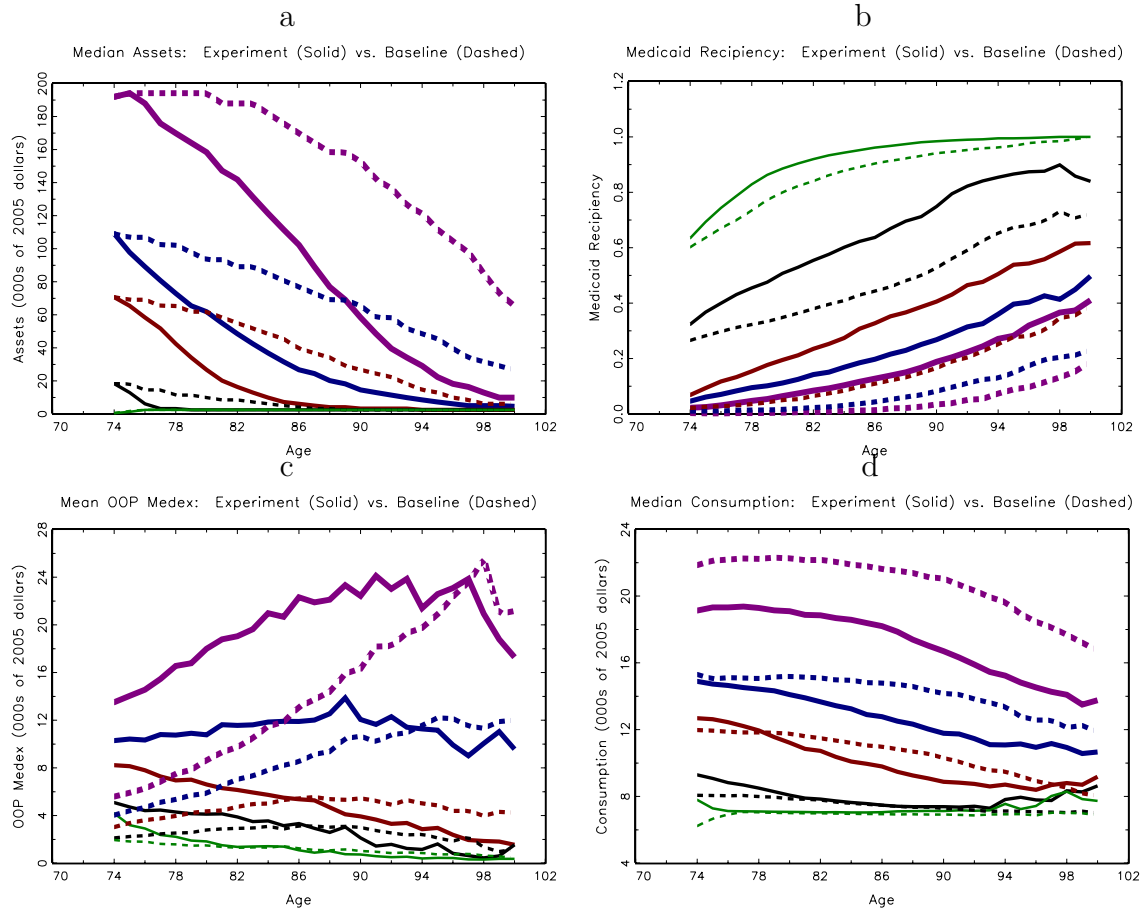 a
Median Assets: Experiment (Solid) vs. Baseline (Dashed)
Assets (000s of 2005 dollars)
200
180
160
140
120
100
80
60
40
20
0
70 74 78 82 86 90 94 98 102
Age
b
Medicaid Recipiency: Experiment (Solid) vs. Baseline (Dashed)
Medicaid Recipiency
1.2
1.0
0.8
0.6
0.4
0.2
0.0
70 74 78 82 86 90 94 98 102
Age
c
Mean OOP Medex: Experiment (Solid) vs. Baseline (Dashed)
OOP Medex (000s of 2005 dollars)
28
24
20
16
12
8
4
0
70 74 78 82 86 90 94 98 102
Age
d
Median Consumption: Experiment (Solid) vs. Baseline (Dashed)
Consumption (000s of 2005 dollars)
24
20
16
12
8
4
70 74 78 82 86 90 94 98 102
Age